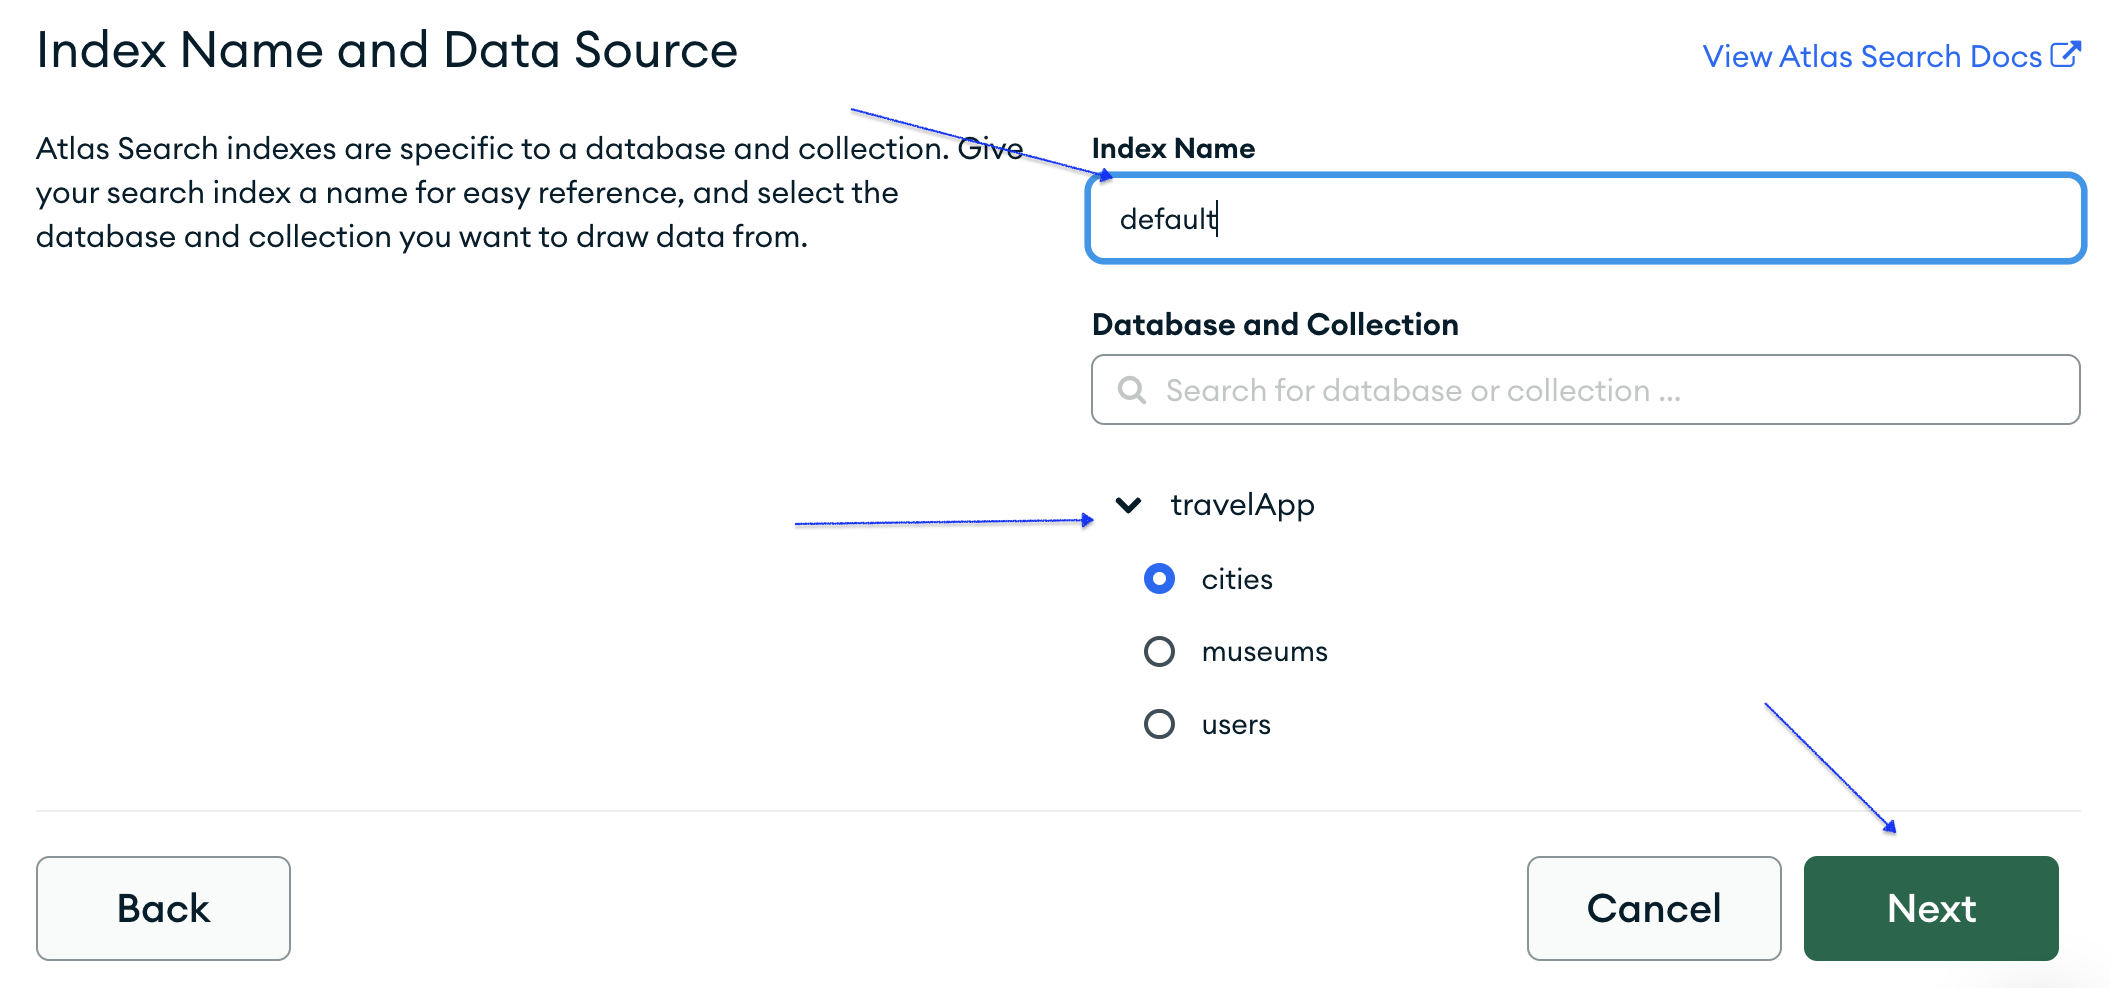 Index Name and Data Source
View Atlas Search Docs
Atlas Search indexes are specific to a database and collection. Give
your search index a name for easy reference, and select the
database and collection you want to draw data from.
Index Name
default
Database and Collection
Search for database or collection ...
travelApp
cities
museums
users
Back
Cancel
Next